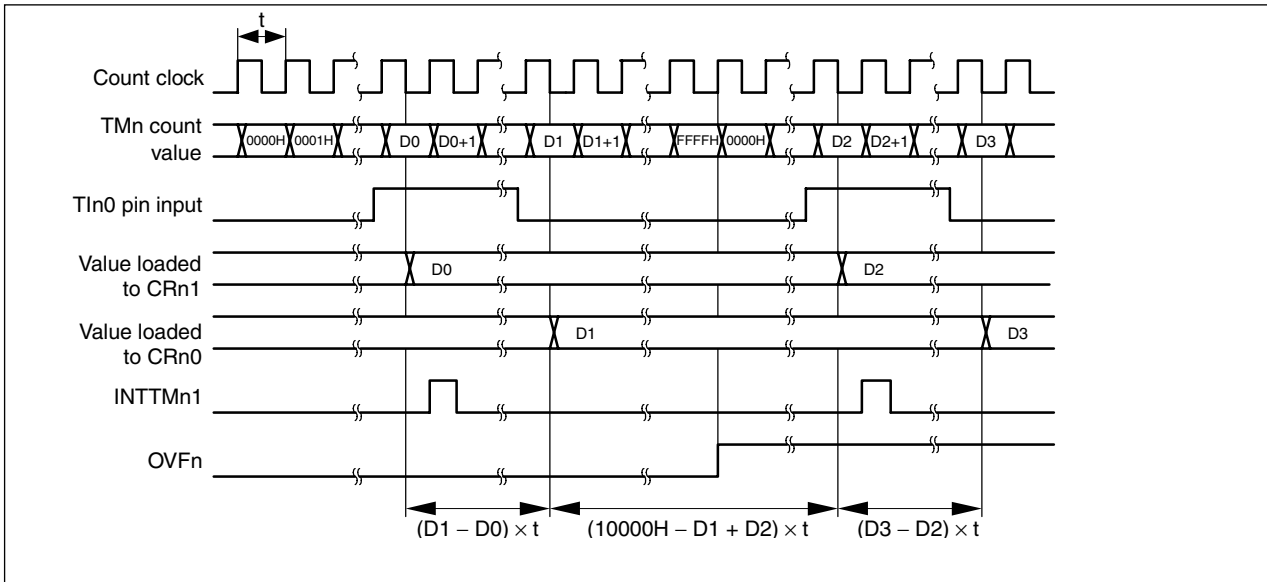 t
Count clock
TMn count
value
0000H 0001H D0 D0+1 D1 D1+1 FFFFH 0000H D2 D2+1 D3
TIn0 pin input
Value loaded
to CRn1
D0 D2
Value loaded
to CRn0
D1 D3
INTTMn1
OVFn
(D1 − D0) × t (10000H − D1 + D2) × t (D3 − D2) × t